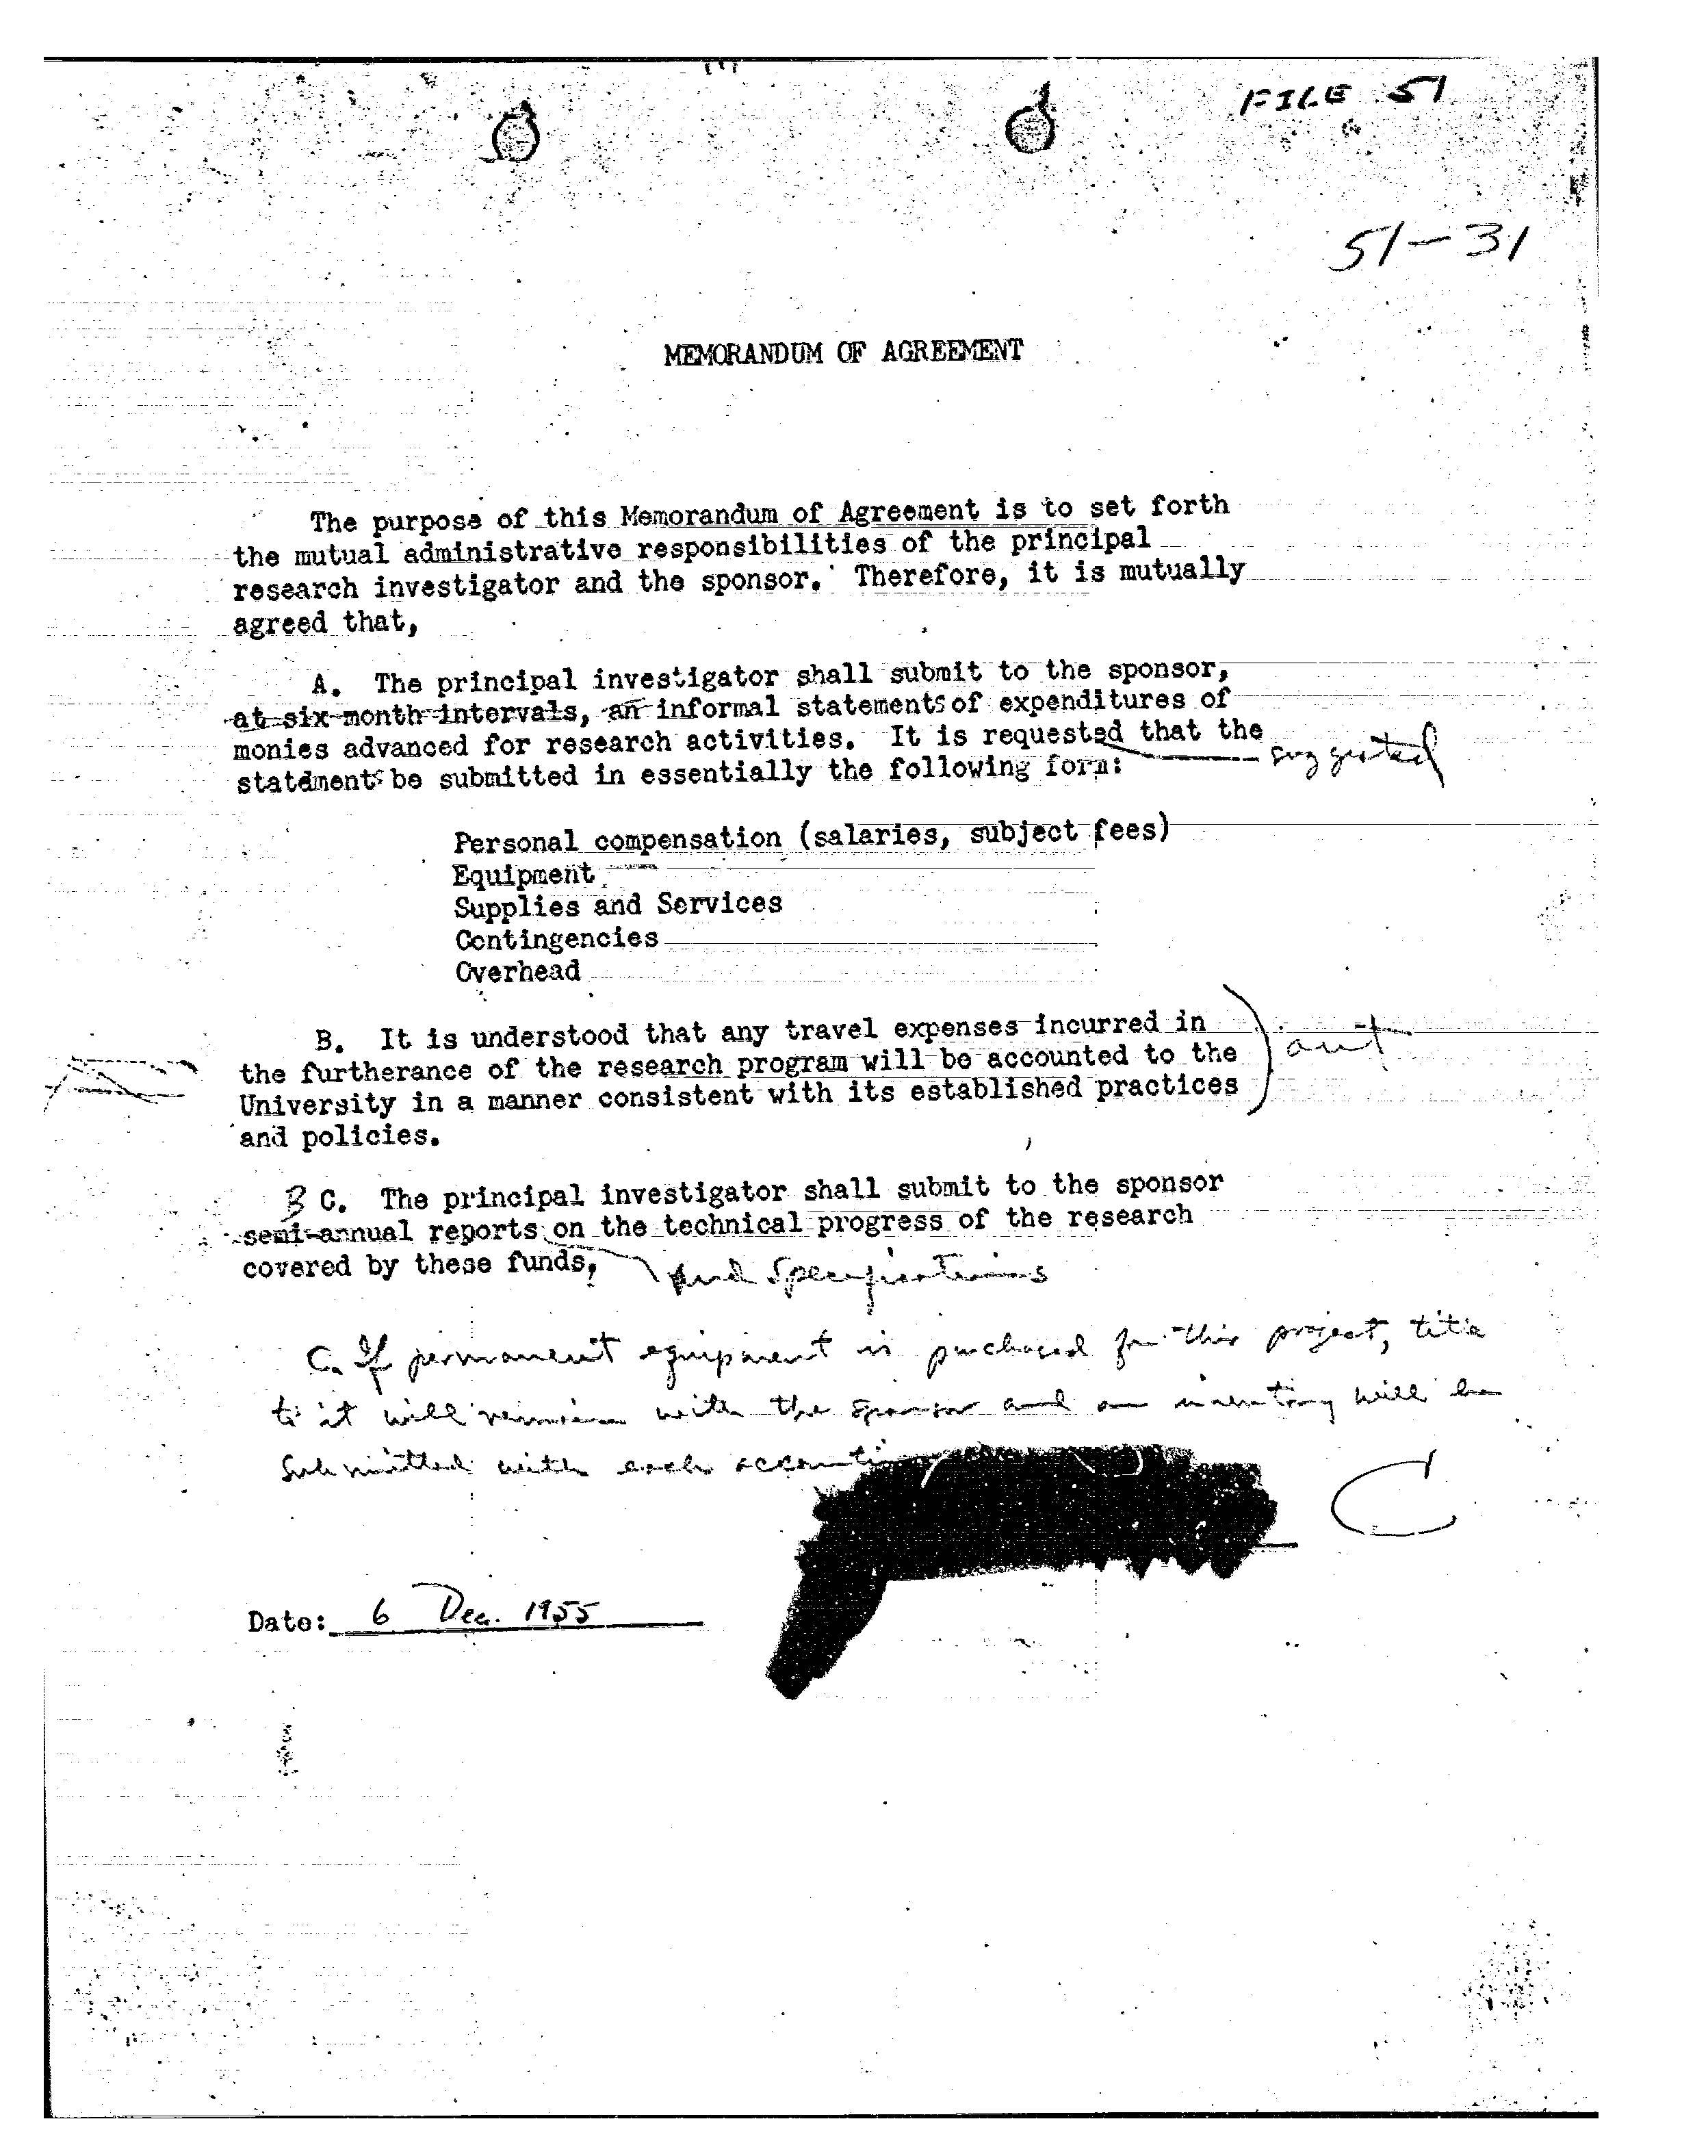 FILE 51
51-31
MEMORANDUM OF AGREEMENT
The purpose of this Memorandum of Agreement is to set forth
the mutual administrative responsibilities of the principal
research investigator and the sponsor. Therefore, it is mutually
agreed that,
A. The principal investigator shall submit to the sponsor,
at six month intervals, an informal statements of expenditures of
monies advanced for research activities. It is requested that the
suggested
statements be submitted in essentially the following form:
Personal compensation (salaries, subject fees)
Equipment
Supplies and Services
Contingencies
Overhead
B. It is understood that any travel expenses incurred in
the furtherance of the research program will be accounted to the
out
University in a manner consistent with its established practices
and policies.
B C. The principal investigator shall submit to the sponsor
semi-annual reports on the technical progress of the research
covered by these funds.
and Specifications
C. If permanent equipment is purchased for this project, title
to it will remain with the sponsor and an inventory will be
submitted with each
C
Date: 6 Dec. 1955